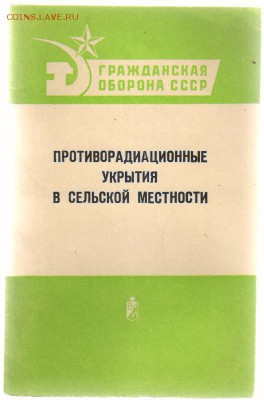 COINS.LAVE.RU
ГРАЖДАНСКАЯ
ОБОРОНА СССР
ПРОТИВОРАДИАЦИОННЫЕ
УКРЫТИЯ
В СЕЛЬСКОЙ МЕСТНОСТИ